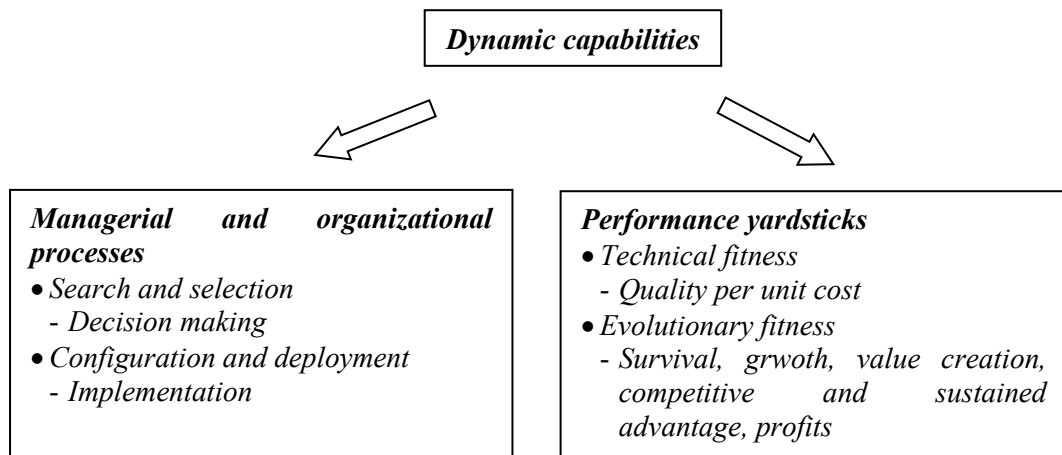 Dynamic capabilities
Managerial and organizational
processes
• Search and selection
- Decision making
• Configuration and deployment
- Implementation
Performance yardsticks
• Technical fitness
- Quality per unit cost
• Evolutionary fitness
- Survival, grwoth, value creation,
competitive and sustained
advantage, profits